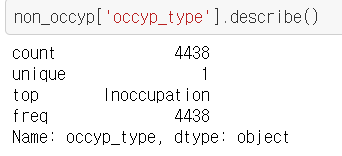 non_occyp['occyp_type'].describe()
count 4438
unique 1
top Inoccupation
freq 4438
Name: occyp_type, dtype: object